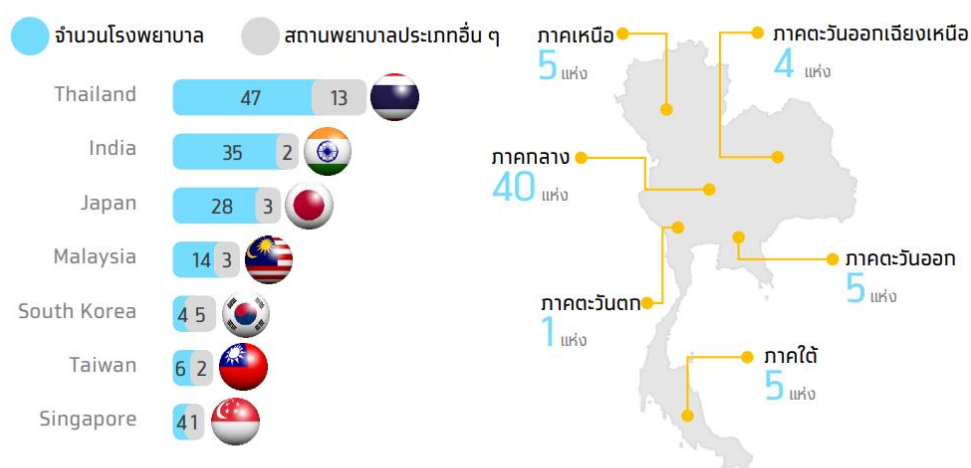 จำนวนโรงพยาบาล
สถานพยาบาลประเภทอื่น ๆ
Thailand 47 13
India 35 2
Japan 28 3
Malaysia 14 3
South Korea 4 5
Taiwan 6 2
Singapore 4 1
ภาคเหนือ
5 แห่ง
ภาคตะวันออกเฉียงเหนือ
4 แห่ง
ภาคกลาง
40 แห่ง
ภาคตะวันออก
5 แห่ง
ภาคตะวันตก
1 แห่ง
ภาคใต้
5 แห่ง